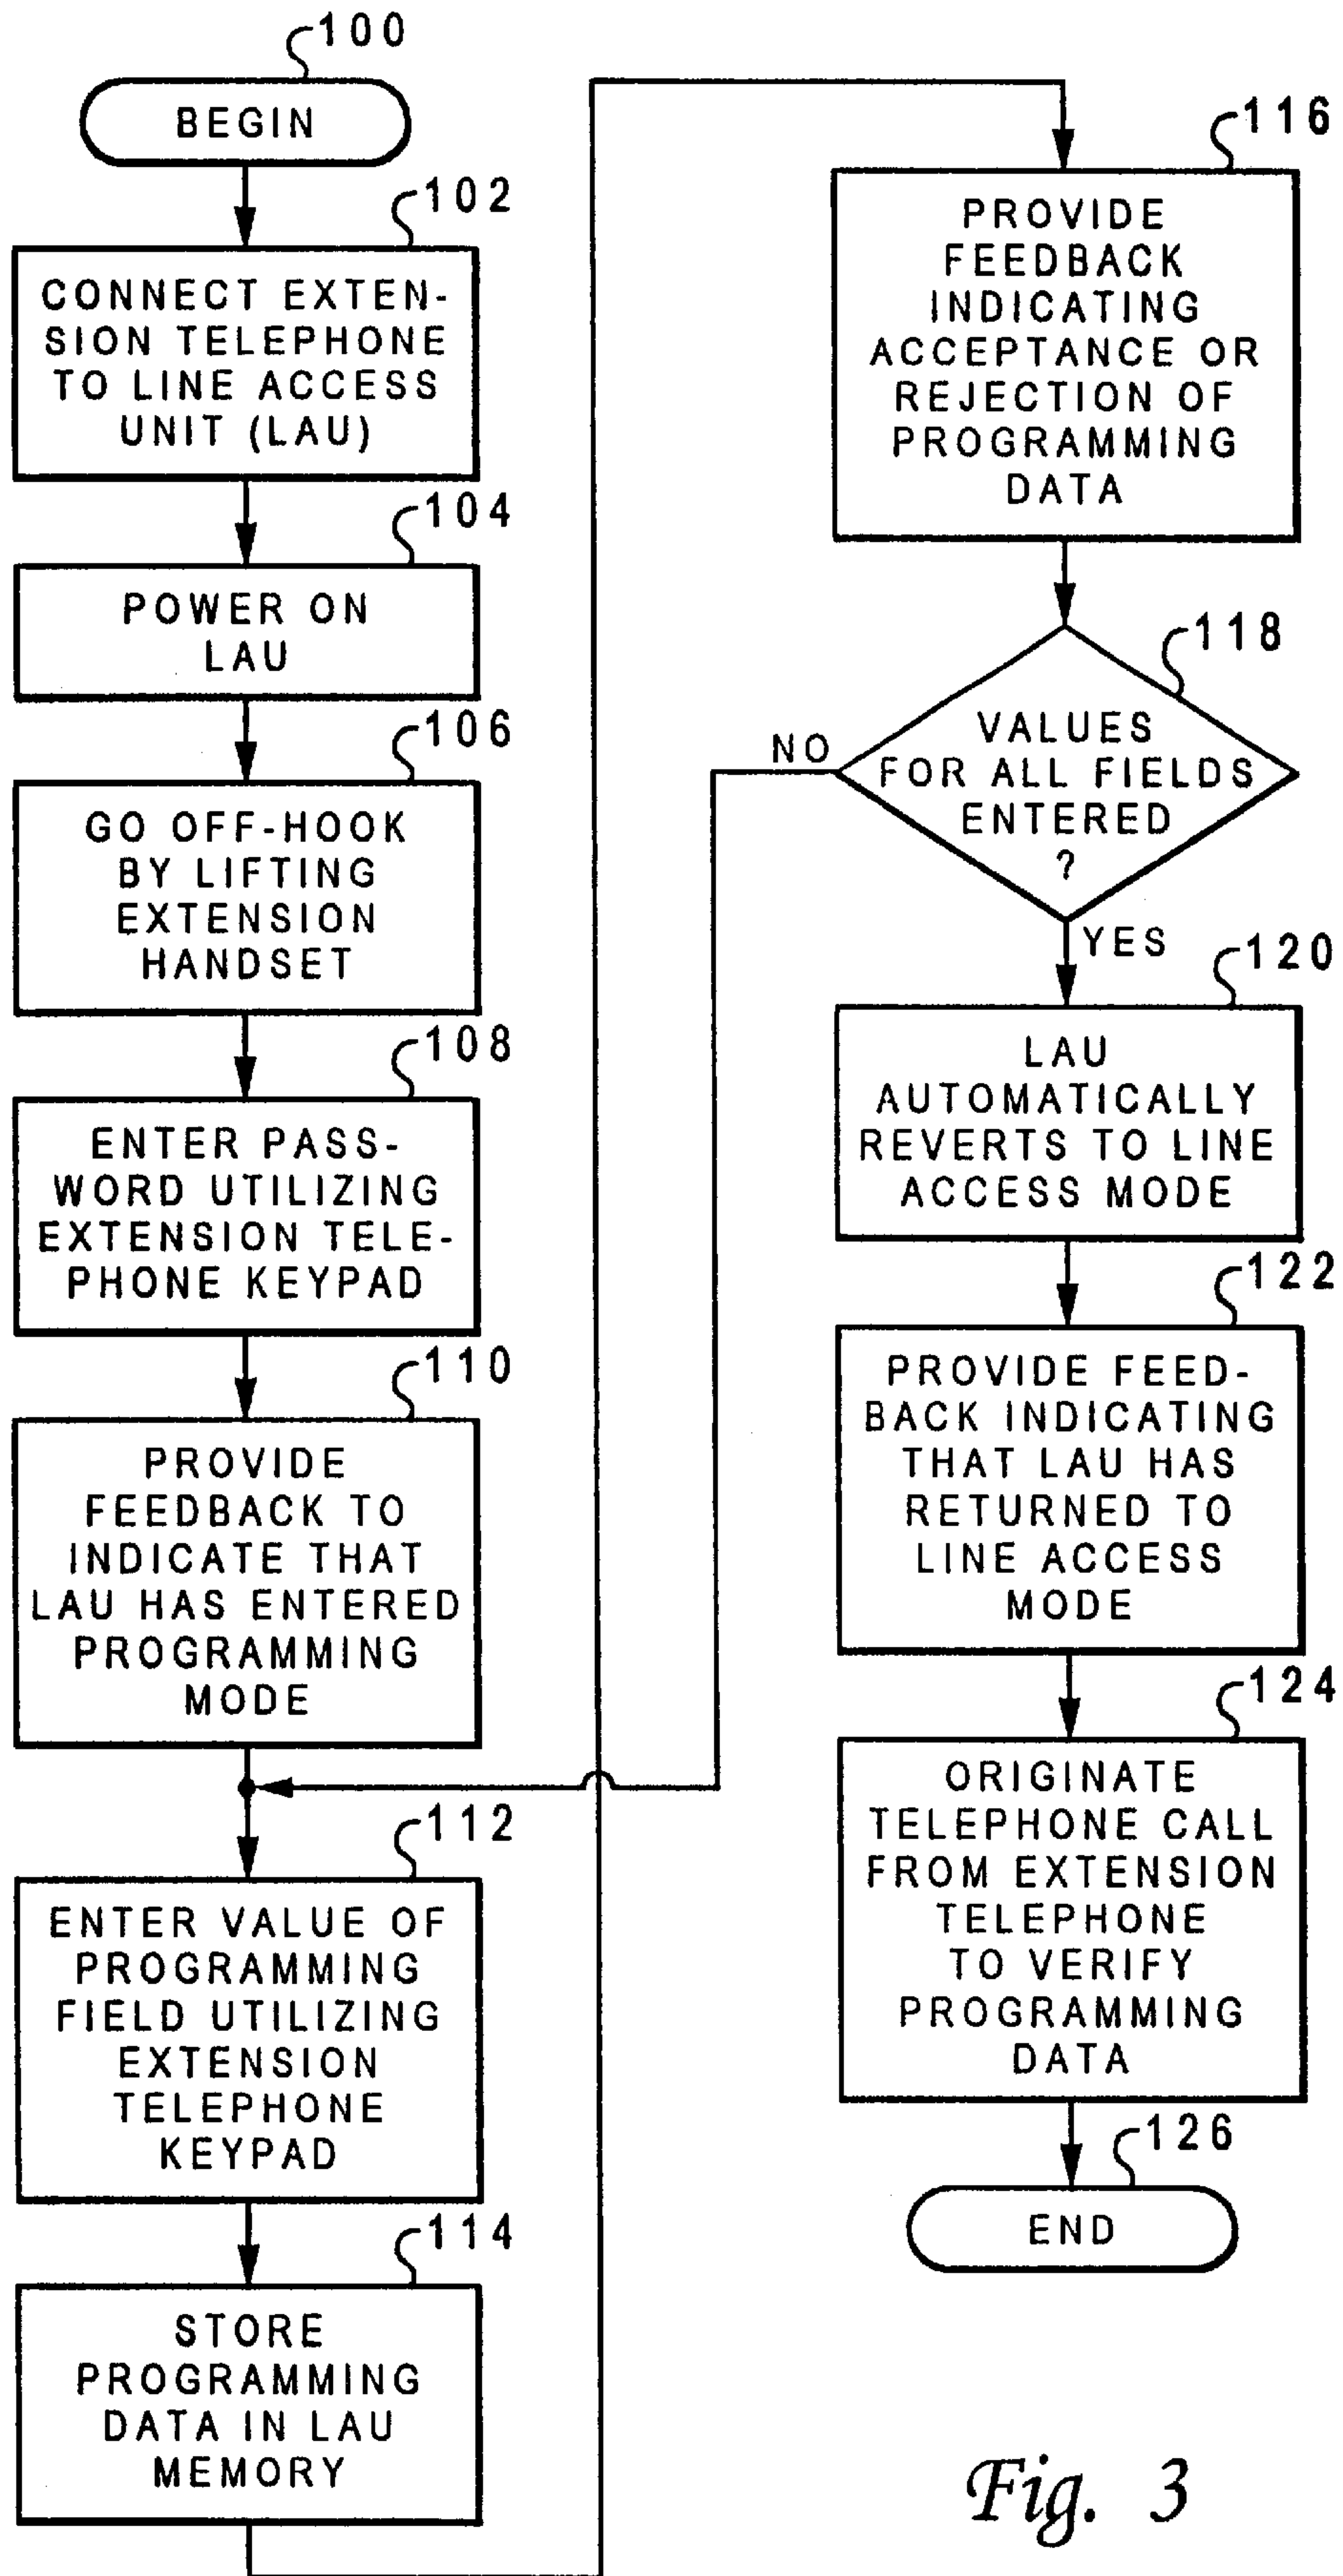 100
BEGIN
102
CONNECT EXTEN-
SION TELEPHONE
TO LINE ACCESS
UNIT (LAU)
104
POWER ON
LAU
106
GO OFF-HOOK
BY LIFTING
EXTENSION
HANDSET
108
ENTER PASS-
WORD UTILIZING
EXTENSION TELE-
PHONE KEYPAD
110
PROVIDE
FEEDBACK TO
INDICATE THAT
LAU HAS ENTERED
PROGRAMMING
MODE
112
ENTER VALUE OF
PROGRAMMING
FIELD UTILIZING
EXTENSION
TELEPHONE
KEYPAD
114
STORE
PROGRAMMING
DATA IN LAU
MEMORY
116
PROVIDE
FEEDBACK
INDICATING
ACCEPTANCE OR
REJECTION OF
PROGRAMMING
DATA
118
VALUES
FOR ALL FIELDS
ENTERED
?
NO
YES
120
LAU
AUTOMATICALLY
REVERTS TO LINE
ACCESS MODE
122
PROVIDE FEED-
BACK INDICATING
THAT LAU HAS
RETURNED TO
LINE ACCESS
MODE
124
ORIGINATE
TELEPHONE CALL
FROM EXTENSION
TELEPHONE
TO VERIFY
PROGRAMMING
DATA
126
END
Fig. 3